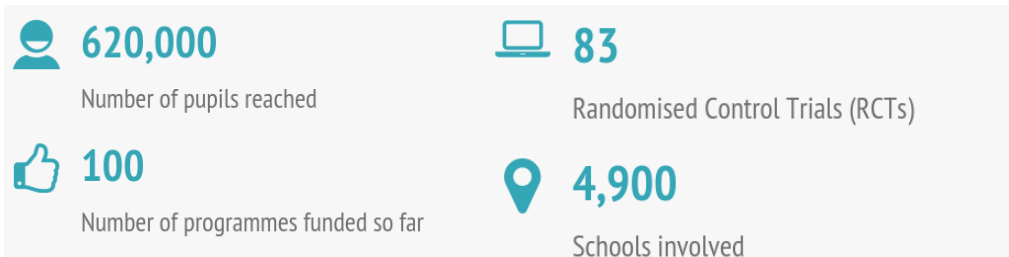 620,000
Number of pupils reached
100
Number of programmes funded so far
83
Randomised Control Trials (RCTs)
4,900
Schools involved